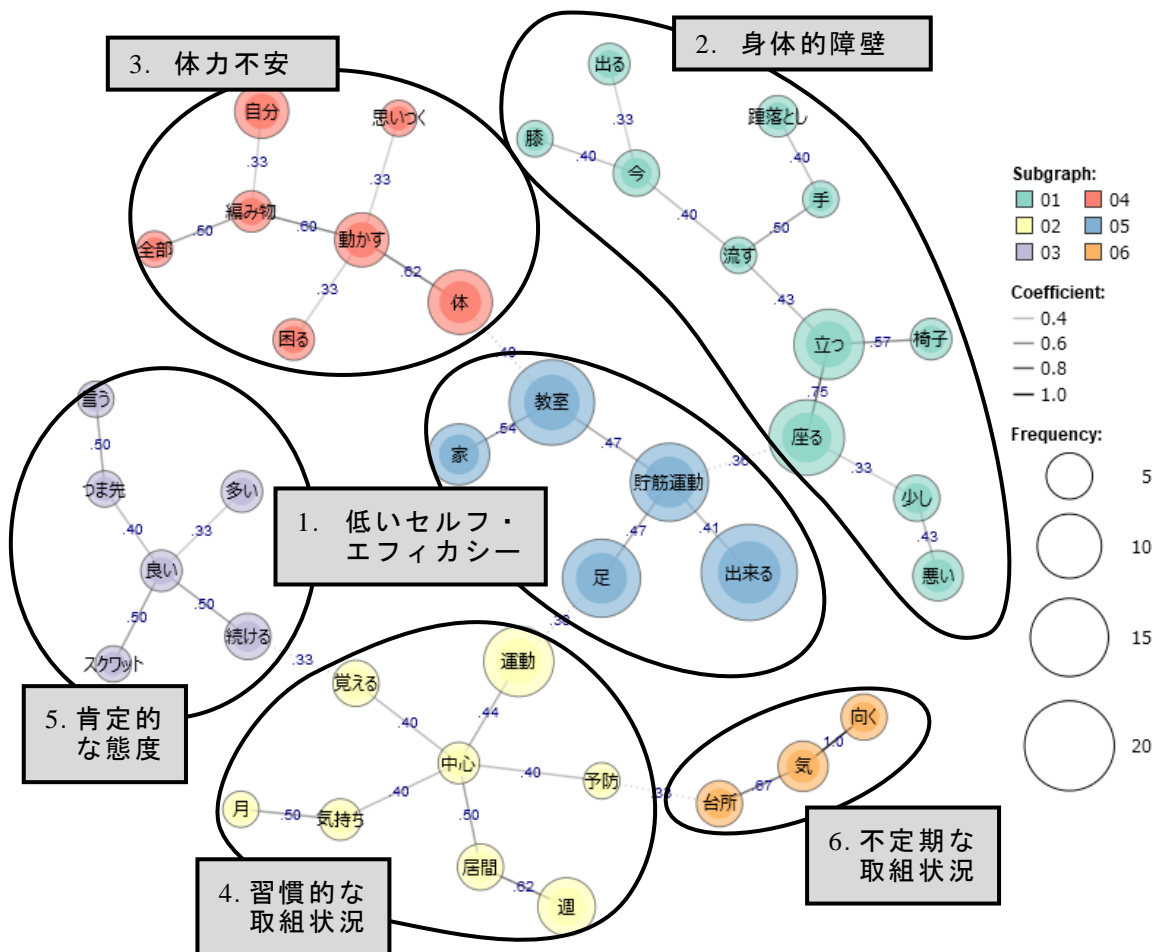 3. 体力不安
2. 身体的障壁
自分
思いつく
.33
.33
編み物
.50
.60
全部
動かす
.62
体
.33
困る
.40
出る
.33
膝
.40
今
.40
踵落とし
.40
手
.50
流す
.43
立つ
.57
椅子
.75
座る
.33
少し
.43
悪い
.36
教室
.54
家
.47
貯筋運動
.47
.41
足
出来る
.33
1. 低いセルフ・
エフィカシー
言う
.50
つま先
多い
.40
.33
良い
.50
.50
続ける
スクワット
.33
5. 肯定的
な態度
運動
覚える
.44
.40
中心
.40
予防
.40
月
.50
気持ち
.50
居間
.62
週
.33
4. 習慣的な
取組状況
向く
1.0
気
.67
台所
6. 不定期な
取組状況
Subgraph:
01 04
02 05
03 06
Coefficient:
0.4
0.6
0.8
1.0
Frequency:
5
10
15
20